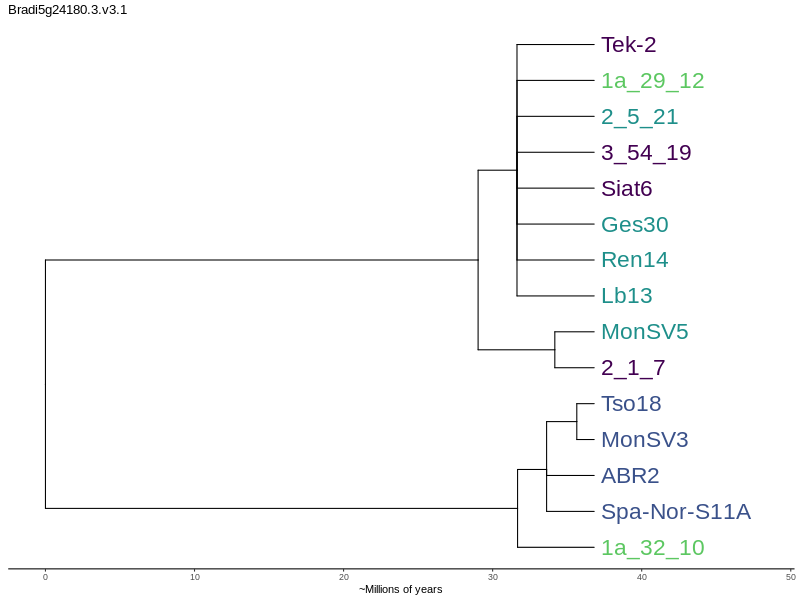 Bradi5g24180.3.v3.1
Tek-2
1a_29_12
2_5_21
3_54_19
Siat6
Ges30
Ren14
Lb13
MonSV5
2_1_7
Tso18
MonSV3
ABR2
Spa-Nor-S11A
1a_32_10
0 10 20 30 40 50
~Millions of years